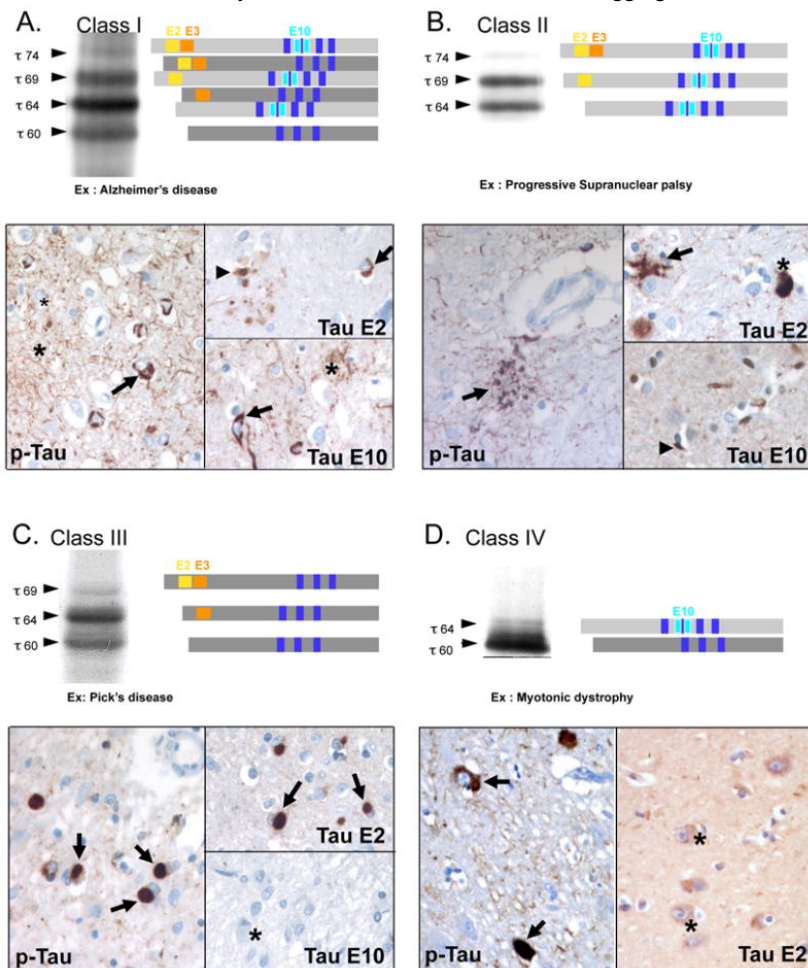 A. Class I
E2 E3 E10
τ 74
τ 69
τ 64
τ 60
Ex : Alzheimer's disease
Tau E2
p-Tau
Tau E10
B. Class II
E2 E3 E10
τ 74
τ 69
τ 64
Ex : Progressive Supranuclear palsy
Tau E2
p-Tau
Tau E10
C. Class III
E2 E3
τ 69
τ 64
τ 60
Ex: Pick's disease
Tau E2
p-Tau
Tau E10
D. Class IV
E10
τ 64
τ 60
Ex : Myotonic dystrophy
p-Tau
Tau E2